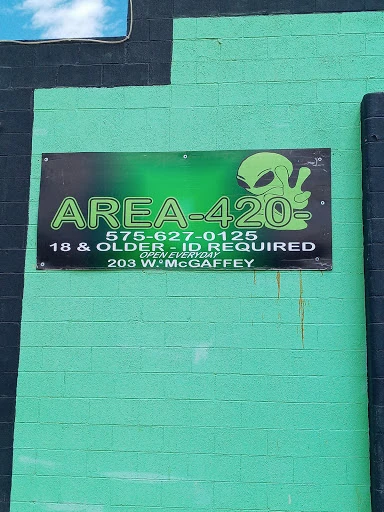 AREA-420-
575-627-0125
18 & OLDER - ID REQUIRED
OPEN EVERYDAY
203 W. McGAFFEY